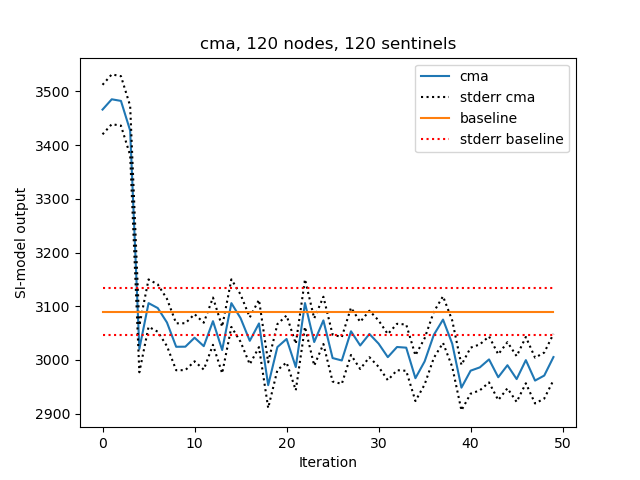 cma, 120 nodes, 120 sentinels
3500
3400
3300
3200
3100
3000
2900
SI-model output
cma
stderr cma
baseline
stderr baseline
0
10
20
30
40
50
Iteration